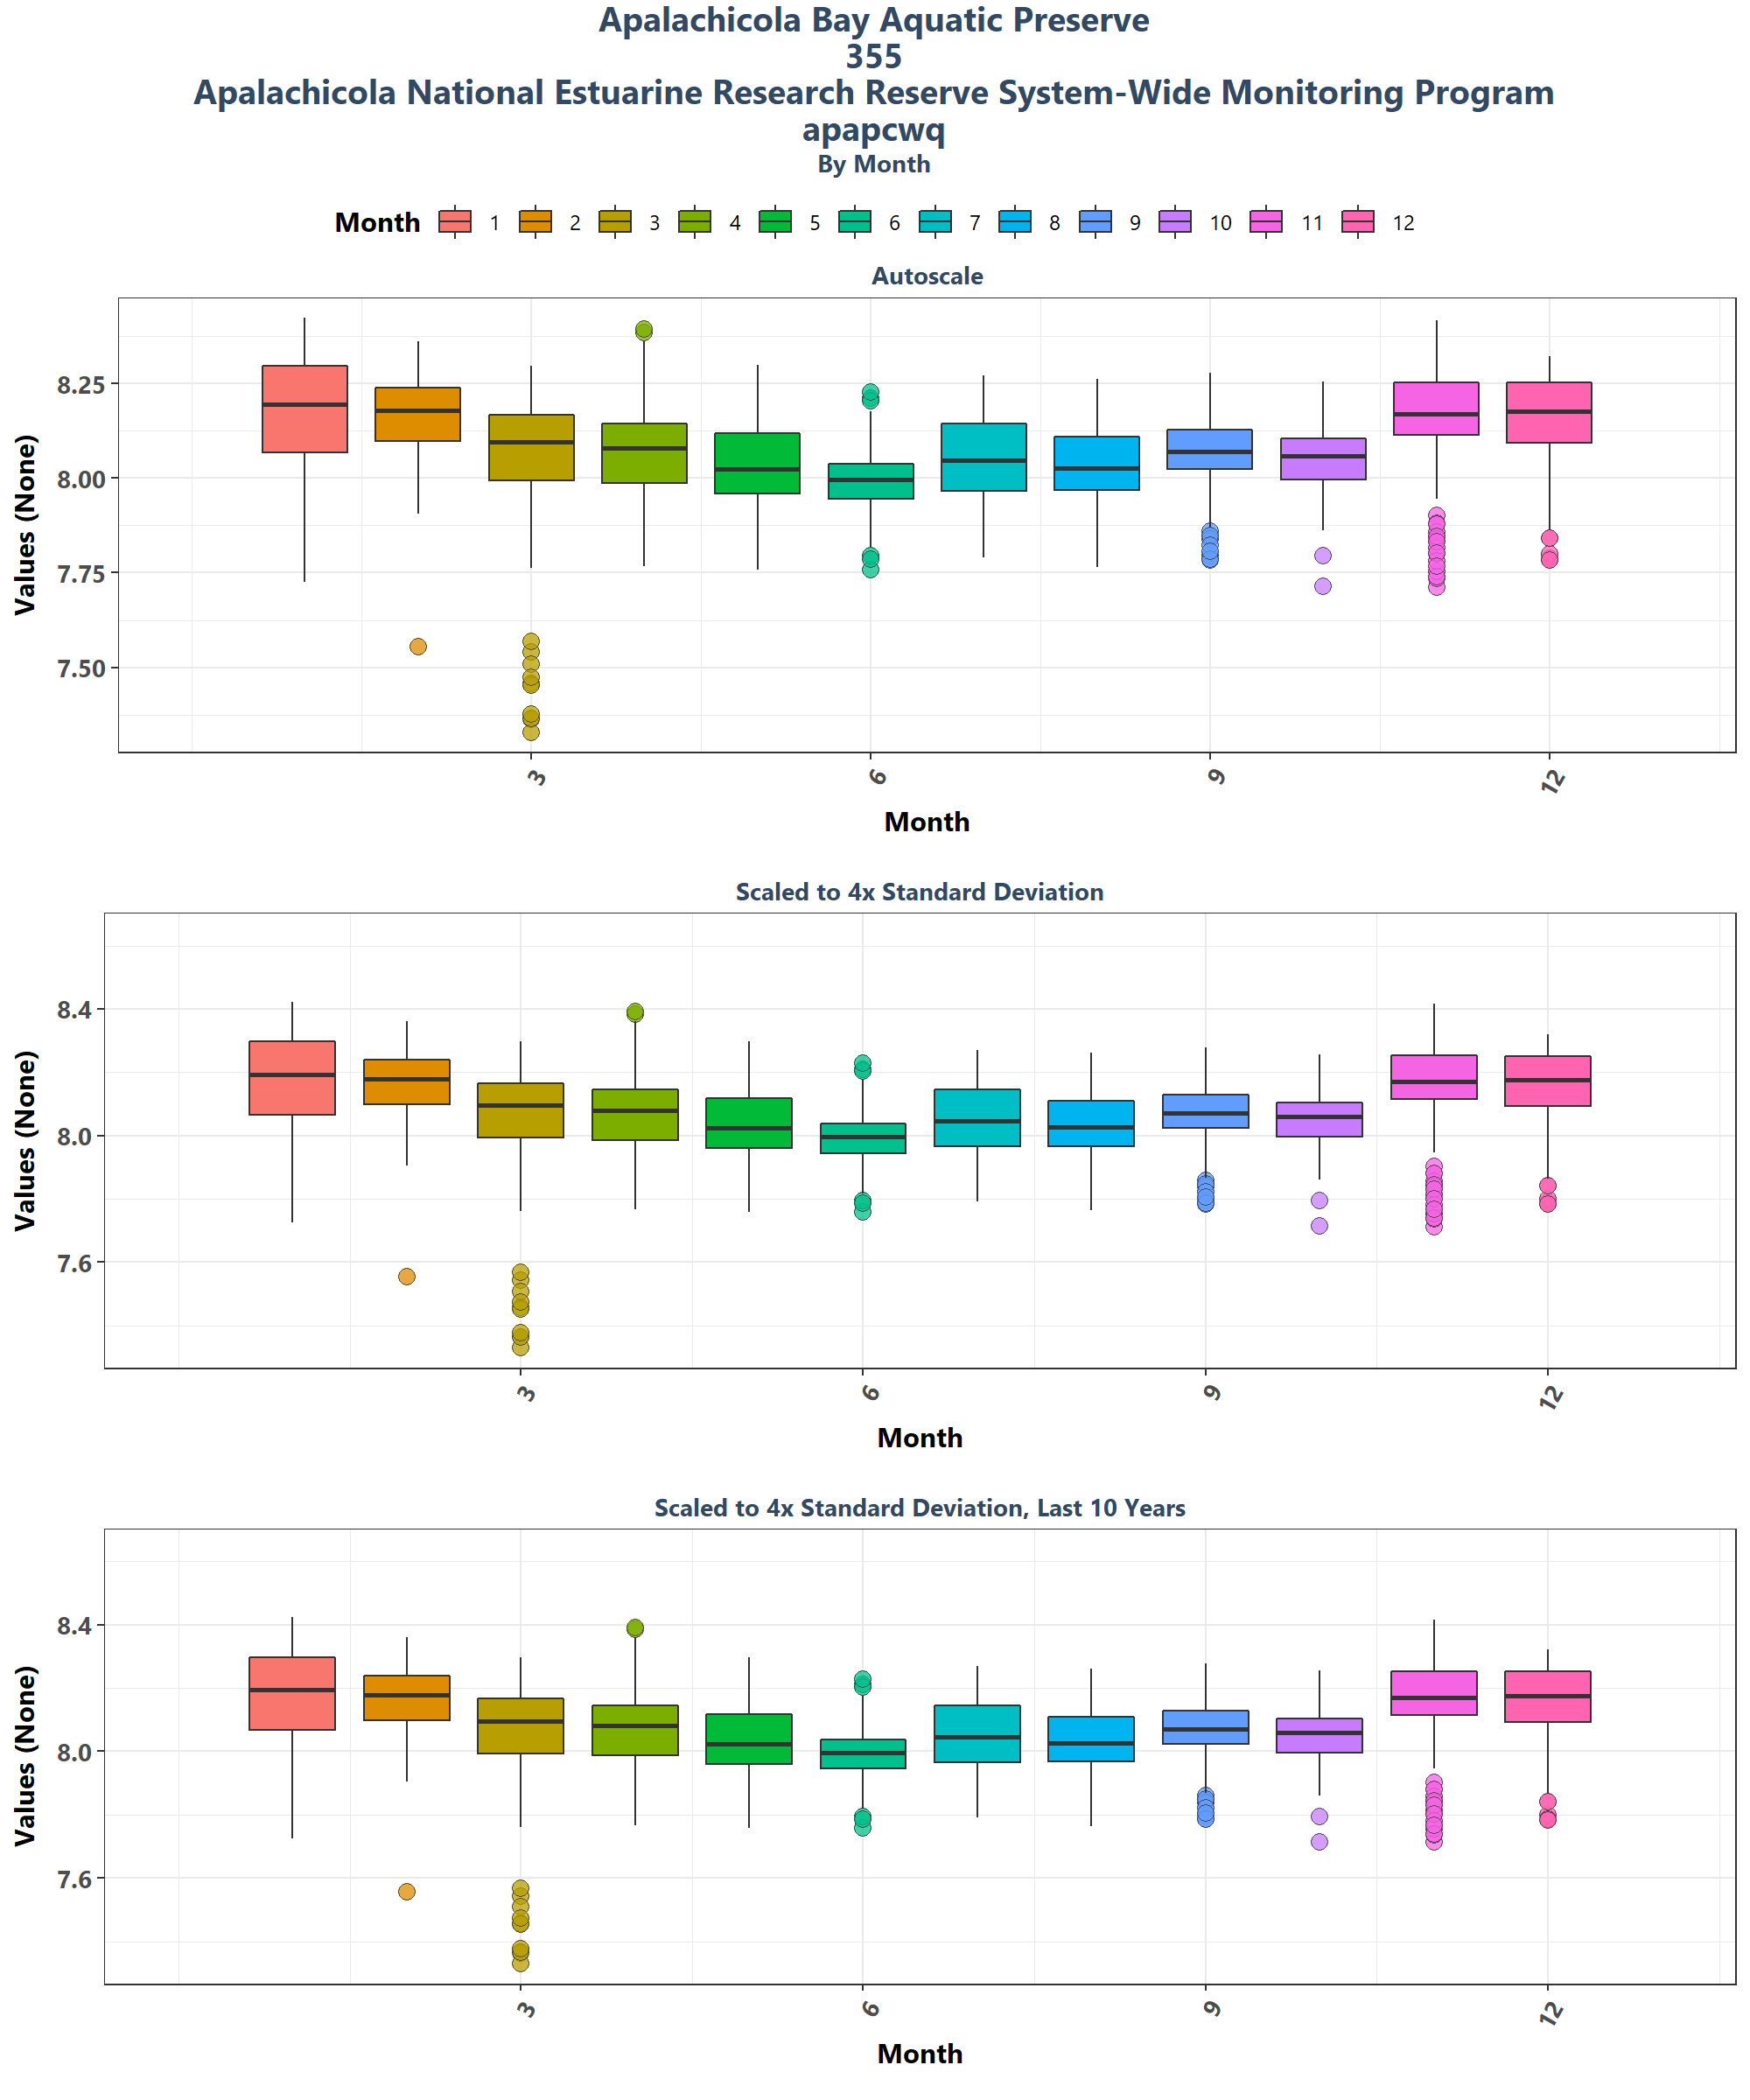 Apalachicola Bay Aquatic Preserve
355
Apalachicola National Estuarine Research Reserve System-Wide Monitoring Program
apapcwq
By Month
Month 1 2 3 4 5 6 7 8 9 10 11 12
Autoscale
Values (None)
8.25
8.00
7.75
7.50
3 6 9 12
Month
Scaled to 4x Standard Deviation
Values (None)
8.4
8.0
7.6
3 6 9 12
Month
Scaled to 4x Standard Deviation, Last 10 Years
Values (None)
8.4
8.0
7.6
3 6 9 12
Month